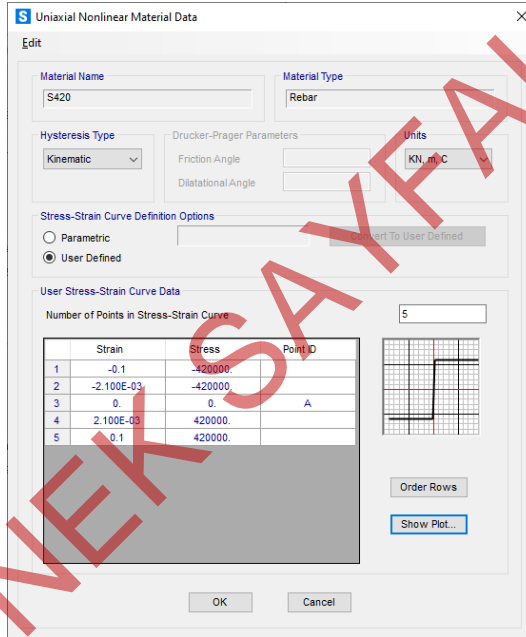 S Uniaxial Nonlinear Material Data
Edit
Material Name
Material Type
S420
Rebar
Hysteresis Type
Drucker-Prager Parameters
Units
Kinematic
Friction Angle
KN, m, C
Dilatational Angle
Stress-Strain Curve Definition Options
Parametric
Convert To User Defined
User Defined
User Stress-Strain Curve Data
Number of Points in Stress-Strain Curve
5
Strain Stress Point ID
1 -0.1 -420000.
2 -2.100E-03 -420000.
3 0. 0. A
4 2.100E-03 420000.
5 0.1 420000.
Order Rows
Show Plot...
OK Cancel
NEK SAYFA